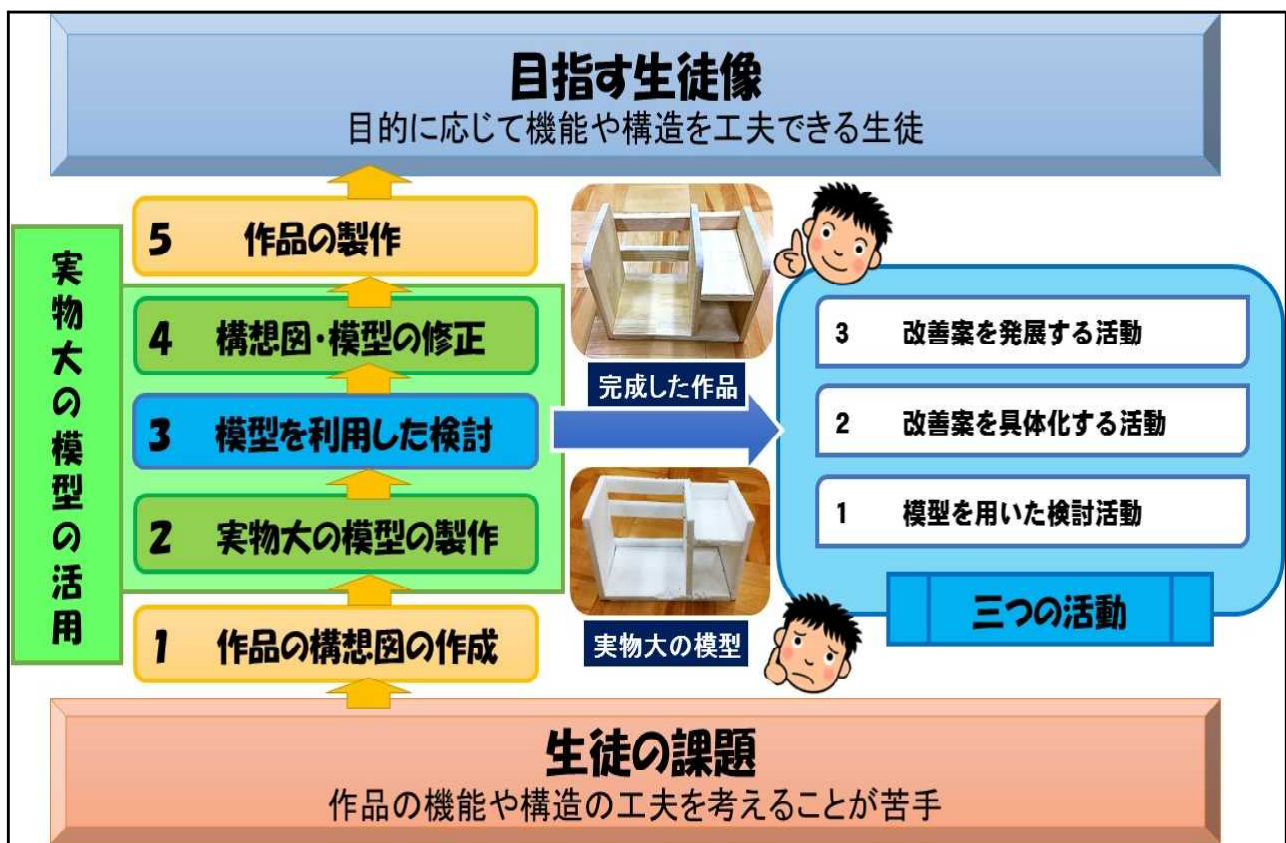 目指す生徒像
目的に応じて機能や構造を工夫できる生徒
実物大の模型の活用
5 作品の製作
4 構想図・模型の修正
3 模型を利用した検討
2 実物大の模型の製作
1 作品の構想図の作成
完成した作品
実物大の模型
3 改善案を発展する活動
2 改善案を具体化する活動
1 模型を用いた検討活動
三つの活動
生徒の課題
作品の機能や構造の工夫を考えることが苦手